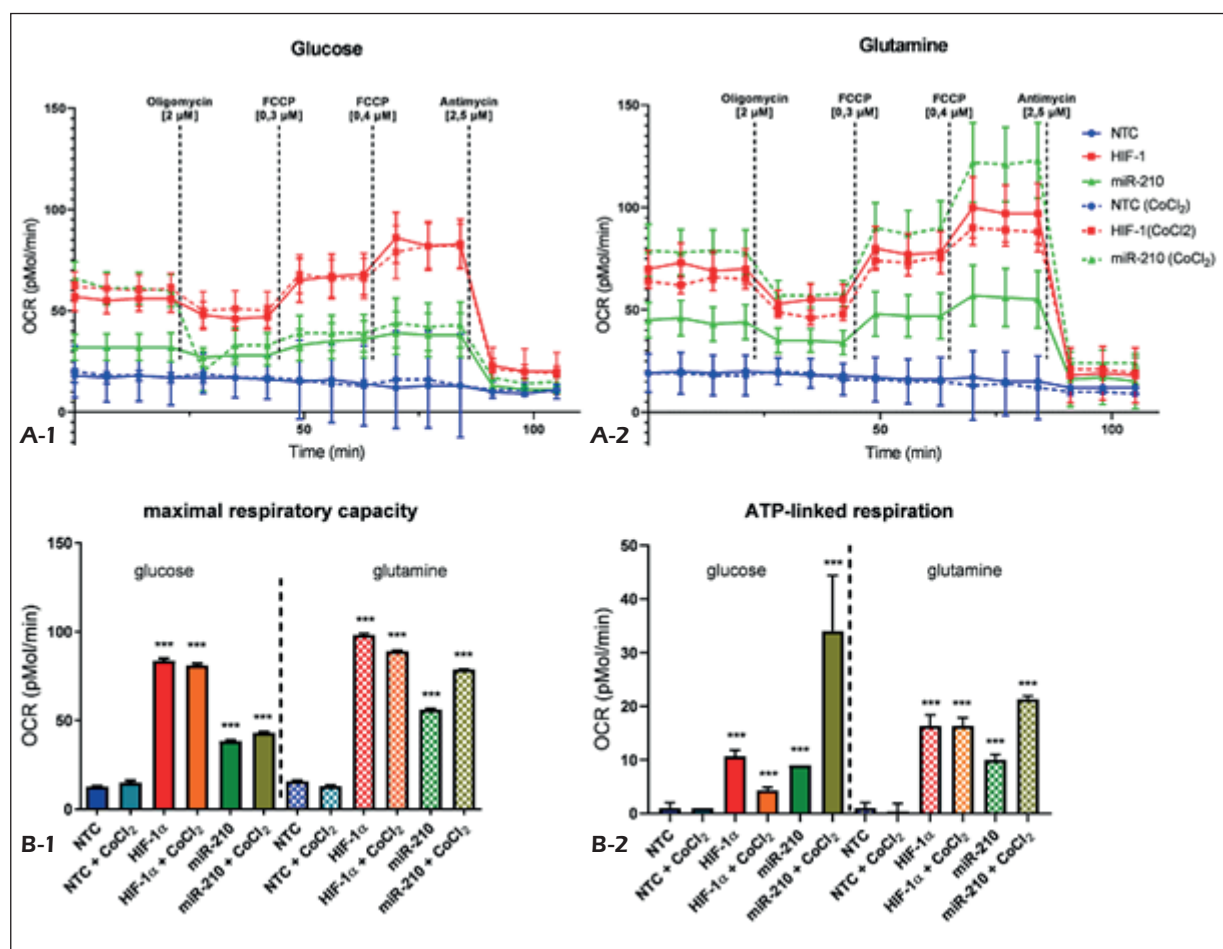 Glucose
150
100
50
0
OCR (pMol/min)
Oligomycin
[2 µM]
FCCP
[0,3 µM]
FCCP
[0,4 µM]
Antimycin
[2,5 µM]
50
100
Time (min)
A-1
Glutamine
150
100
50
0
OCR (pMol/min)
Oligomycin
[2 µM]
FCCP
[0,3 µM]
FCCP
[0,4 µM]
Antimycin
[2,5 µM]
50
100
Time (min)
A-2
NTC
HIF-1
miR-210
NTC (CoCl₂)
HIF-1(CoCl2)
miR-210 (CoCl₂)
maximal respiratory capacity
glucose
glutamine
150
100
50
0
OCR (pMol/min)
***
***
***
***
***
***
***
***
NTC
NTC + CoCl₂
HIF-1α
HIF-1α + CoCl₂
miR-210
miR-210 + CoCl₂
NTC
NTC + CoCl₂
HIF-1α
HIF-1α + CoCl₂
miR-210
miR-210 + CoCl₂
B-1
ATP-linked respiration
glucose
glutamine
50
40
30
20
10
0
OCR (pMol/min)
***
***
***
***
***
***
***
***
NTC
NTC + CoCl₂
HIF-1α
HIF-1α + CoCl₂
miR-210
miR-210 + CoCl₂
NTC
NTC + CoCl₂
HIF-1α
HIF-1α + CoCl₂
miR-210
miR-210 + CoCl₂
B-2